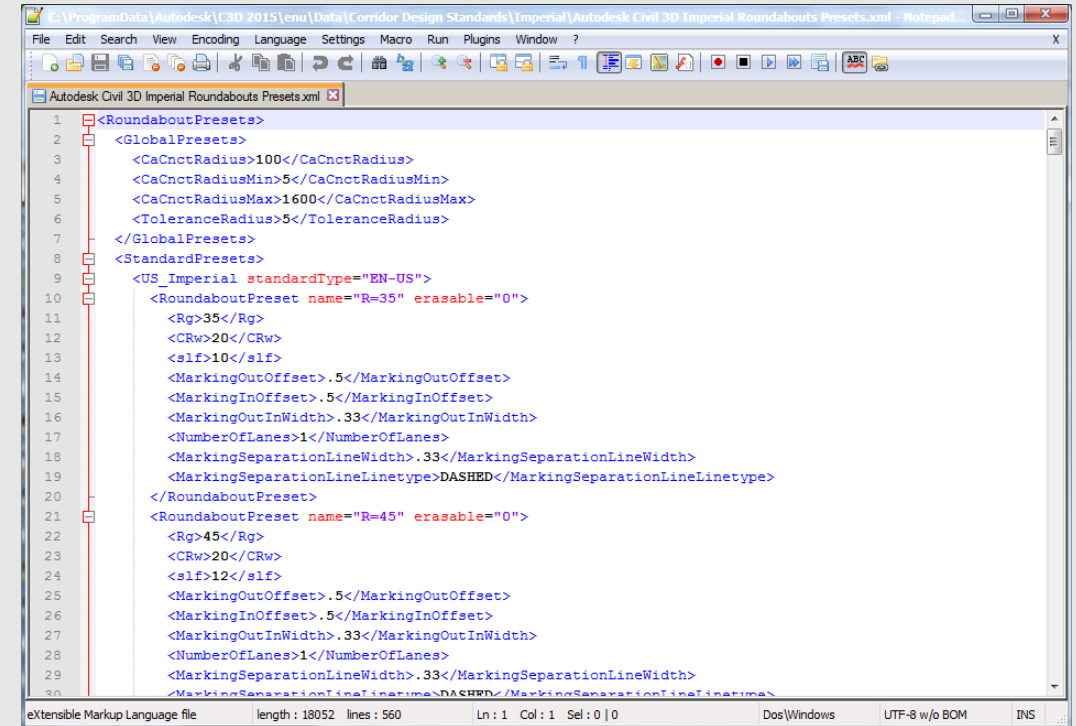 C:\ProgramData\Autodesk\C3D 2015\enu\Data\Corridor Design Standards\Imperial\Autodesk Civil 3D Imperial Roundabouts Presets.xml - Notepad...
File Edit Search View Encoding Language Settings Macro Run Plugins Window ? X
ABC
Autodesk Civil 3D Imperial Roundabouts Presets.xml
1 <RoundaboutPresets>
2 <GlobalPresets>
3 <CaCnctRadius>100</CaCnctRadius>
4 <CaCnctRadiusMin>5</CaCnctRadiusMin>
5 <CaCnctRadiusMax>1600</CaCnctRadiusMax>
6 <ToleranceRadius>5</ToleranceRadius>
7 </GlobalPresets>
8 <StandardPresets>
9 <US_Imperial standardType="EN-US">
10 <RoundaboutPreset name="R=35" erasable="0">
11 <Rg>35</Rg>
12 <CRw>20</CRw>
13 <slf>10</slf>
14 <MarkingOutOffset>.5</MarkingOutOffset>
15 <MarkingInOffset>.5</MarkingInOffset>
16 <MarkingOutInWidth>.33</MarkingOutInWidth>
17 <NumberOfLanes>1</NumberOfLanes>
18 <MarkingSeparationLineWidth>.33</MarkingSeparationLineWidth>
19 <MarkingSeparationLineLinetype>DASHED</MarkingSeparationLineLinetype>
20 </RoundaboutPreset>
21 <RoundaboutPreset name="R=45" erasable="0">
22 <Rg>45</Rg>
23 <CRw>20</CRw>
24 <slf>12</slf>
25 <MarkingOutOffset>.5</MarkingOutOffset>
26 <MarkingInOffset>.5</MarkingInOffset>
27 <MarkingOutInWidth>.33</MarkingOutInWidth>
28 <NumberOfLanes>1</NumberOfLanes>
29 <MarkingSeparationLineWidth>.33</MarkingSeparationLineWidth>
30 <MarkingSeparationLineLinetype>DASHED</MarkingSeparationLineLinetype>
eXtensible Markup Language file length : 18052 lines : 560 Ln : 1 Col : 1 Sel : 0 | 0 Dos\Windows UTF-8 w/o BOM INS